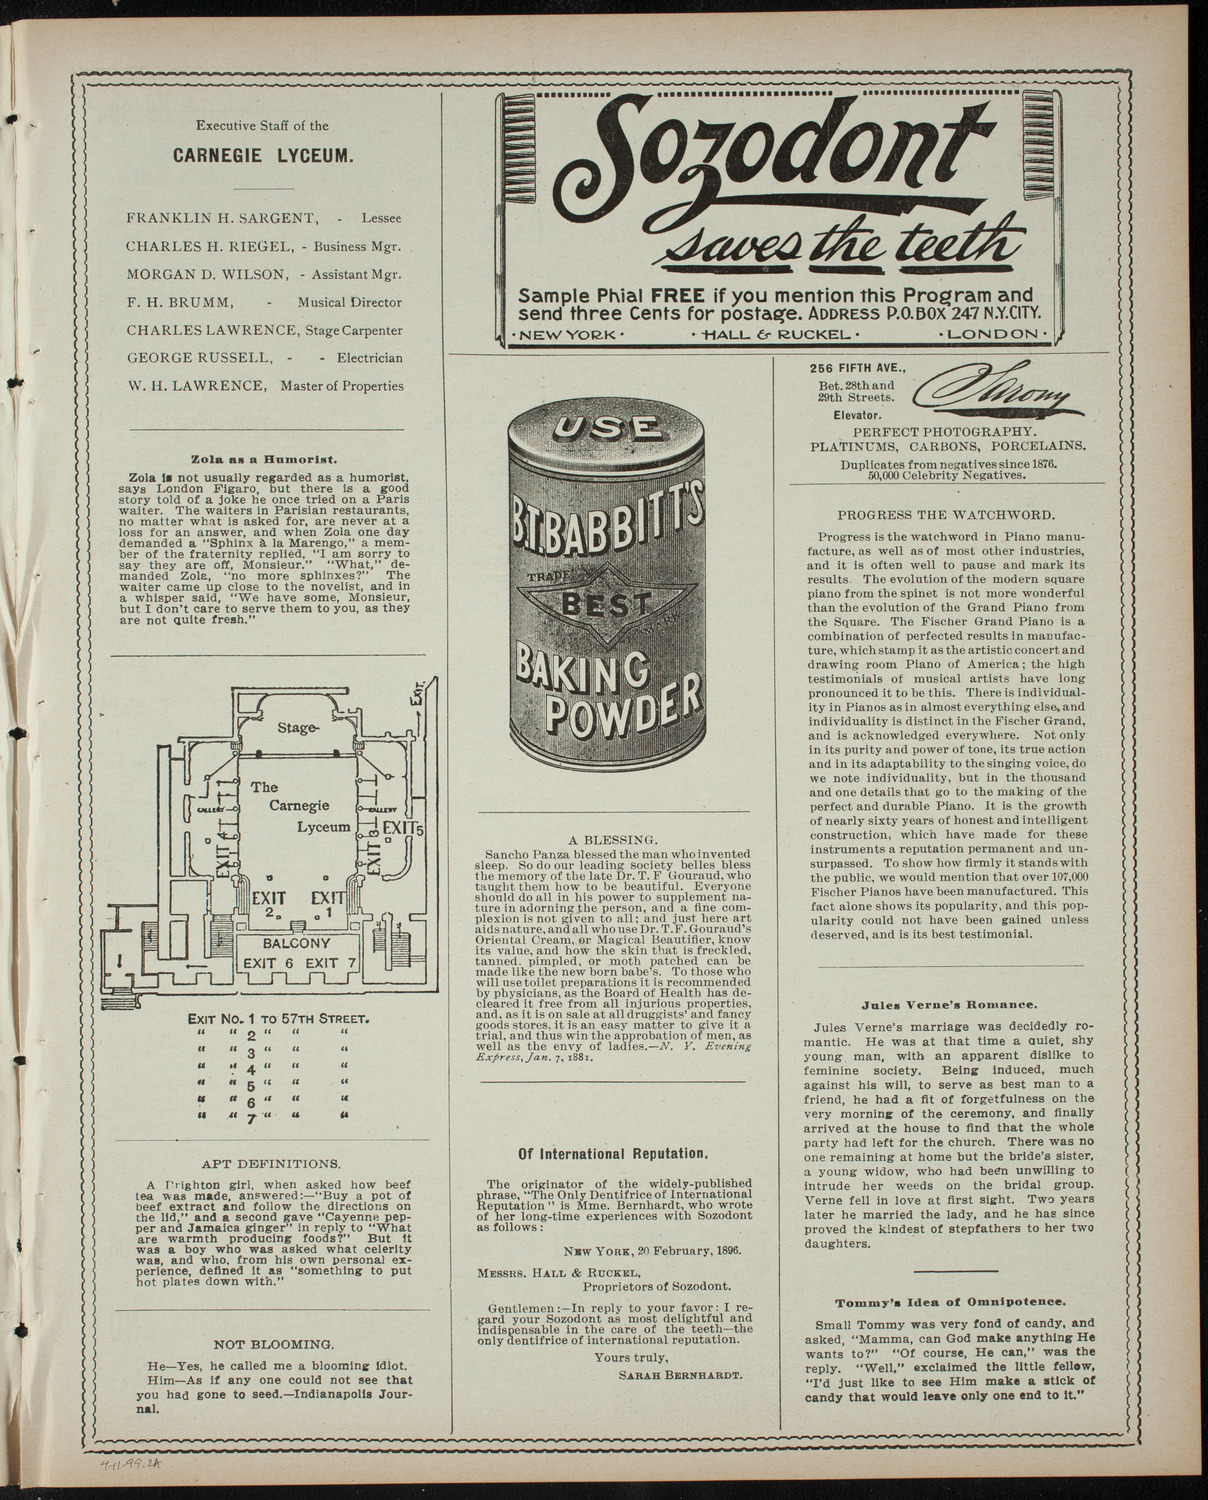 Executive Staff of the
CARNEGIE LYCEUM.
FRANKLIN H. SARGENT, - Lessee
CHARLES H. RIEGEL, - Business Mgr.
MORGAN D. WILSON, - Assistant Mgr.
F. H. BRUMM, - Musical Director
CHARLES LAWRENCE, Stage Carpenter
GEORGE RUSSELL, - - Electrician
W. H. LAWRENCE, Master of Properties
Zola as a Humorist.
Zola is not usually regarded as a humorist,
says London Figaro, but there is a good
story told of a joke he once tried on a Paris
waiter. The waiters in Parisian restaurants,
no matter what is asked for, are never at a
loss for an answer, and when Zola one day
demanded a "Sphinx à la Marengo," a mem-
ber of the fraternity replied, "I am sorry to
say they are off, Monsieur." "What," de-
manded Zola, "no more sphinxes?" The
waiter came up close to the novelist, and in
a whisper said, "We have some, Monsieur,
but I don't care to serve them to you, as they
are not quite fresh."
EXIT.
Stage
The
Carnegie
Lyceum
GALLERY
GALLERY
EXIT 4
EXIT 3
EXIT 5
EXIT 2
EXIT 1
BALCONY
EXIT 6 EXIT 7
EXIT NO. 1 TO 57TH STREET.
" " 2 " " "
" " 3 " " "
" " 4 " " "
" " 5 " " "
" " 6 " " "
" " 7 " " "
APT DEFINITIONS.
A Brighton girl, when asked how beef
tea was made, answered:—"Buy a pot of
beef extract and follow the directions on
the lid," and a second gave "Cayenne pep-
per and Jamaica ginger" in reply to "What
are warmth producing foods?" But it
was a boy who was asked what celerity
was, and who, from his own personal ex-
perience, defined it as "something to put
hot plates down with."
NOT BLOOMING.
He—Yes, he called me a blooming idiot.
Him—As if any one could not see that
you had gone to seed.—Indianapolis Jour-
nal.
Sozodont
saves the teeth
Sample Phial FREE if you mention this Program and
send three Cents for postage. ADDRESS P.O.BOX 247 N.Y.CITY.
· NEW YORK · · HALL & RUCKEL · · LONDON ·
USE
B.T. BABBITT'S
TRADE MARK
BEST
BAKING
POWDER
A BLESSING.
Sancho Panza blessed the man who invented
sleep. So do our leading society belles bless
the memory of the late Dr. T. F Gouraud, who
taught them how to be beautiful. Everyone
should do all in his power to supplement na-
ture in adorning the person, and a fine com-
plexion is not given to all; and just here art
aids nature, and all who use Dr. T. F. Gouraud's
Oriental Cream, or Magical Beautifier, know
its value, and how the skin that is freckled,
tanned, pimpled, or moth patched can be
made like the new born babe's. To those who
will use toilet preparations it is recommended
by physicians, as the Board of Health has de-
cleared it free from all injurious properties,
and, as it is on sale at all druggists' and fancy
goods stores, it is an easy matter to give it a
trial, and thus win the approbation of men, as
well as the envy of ladies.—N. Y. Evening
Express, Jan. 7, 1881.
Of International Reputation.
The originator of the widely-published
phrase, "The Only Dentifrice of International
Reputation" is Mme. Bernhardt, who wrote
of her long-time experiences with Sozodont
as follows:
NEW YORK, 20 February, 1896.
MESSRS. HALL & RUCKEL,
Proprietors of Sozodont.
Gentlemen:—In reply to your favor: I re-
gard your Sozodont as most delightful and
indispensable in the care of the teeth—the
only dentifrice of international reputation.
Yours truly,
SARAH BERNHARDT.
256 FIFTH AVE.,
Bet. 28th and
29th Streets.
Elevator.
Sarony
PERFECT PHOTOGRAPHY.
PLATINUMS, CARBONS, PORCELAINS.
Duplicates from negatives since 1876.
50,000 Celebrity Negatives.
PROGRESS THE WATCHWORD.
Progress is the watchword in Piano manu-
facture, as well as of most other industries,
and it is often well to pause and mark its
results. The evolution of the modern square
piano from the spinet is not more wonderful
than the evolution of the Grand Piano from
the Square. The Fischer Grand Piano is a
combination of perfected results in manufac-
ture, which stamp it as the artistic concert and
drawing room Piano of America; the high
testimonials of musical artists have long
pronounced it to be this. There is individual-
ity in Pianos as in almost everything else, and
individuality is distinct in the Fischer Grand,
and is acknowledged everywhere. Not only
in its purity and power of tone, its true action
and in its adaptability to the singing voice, do
we note individuality, but in the thousand
and one details that go to the making of the
perfect and durable Piano. It is the growth
of nearly sixty years of honest and intelligent
construction, which have made for these
instruments a reputation permanent and un-
surpassed. To show how firmly it stands with
the public, we would mention that over 107,000
Fischer Pianos have been manufactured. This
fact alone shows its popularity, and this pop-
ularity could not have been gained unless
deserved, and is its best testimonial.
Jules Verne's Romance.
Jules Verne's marriage was decidedly ro-
mantic. He was at that time a quiet, shy
young man, with an apparent dislike to
feminine society. Being induced, much
against his will, to serve as best man to a
friend, he had a fit of forgetfulness on the
very morning of the ceremony, and finally
arrived at the house to find that the whole
party had left for the church. There was no
one remaining at home but the bride's sister,
a young widow, who had been unwilling to
intrude her weeds on the bridal group.
Verne fell in love at first sight. Two years
later he married the lady, and he has since
proved the kindest of stepfathers to her two
daughters.
Tommy's Idea of Omnipotence.
Small Tommy was very fond of candy, and
asked, "Mamma, can God make anything He
wants to?" "Of course, He can," was the
reply. "Well," exclaimed the little fellow,
"I'd just like to see Him make a stick of
candy that would leave only one end to it."
4-11-99.2A